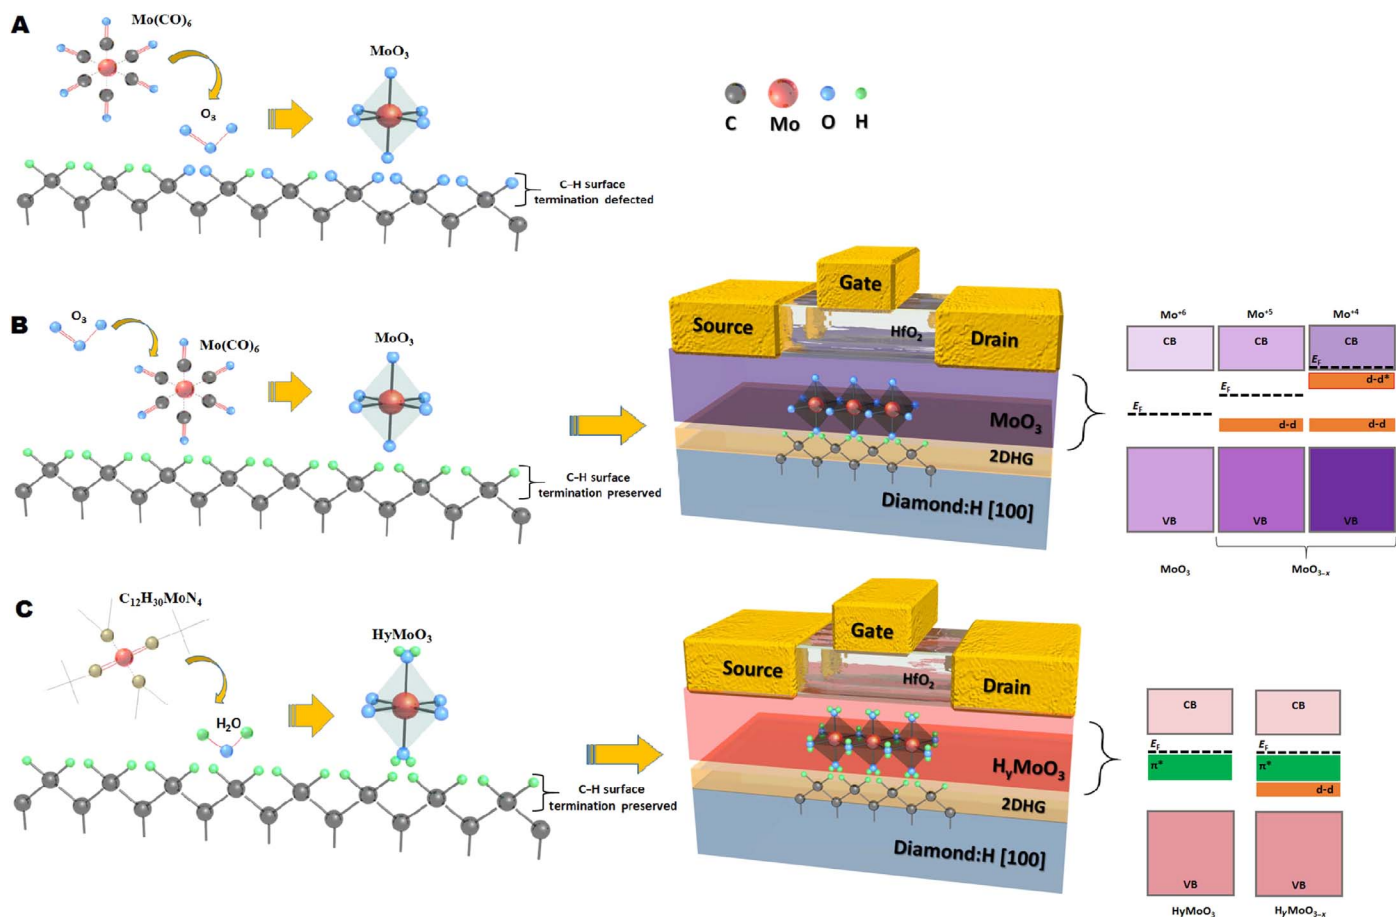 A
Mo(CO)6
O3
MoO3
C–H surface
termination defected
C Mo O H
B
O3
Mo(CO)6
MoO3
C–H surface
termination preserved
Source
Gate
Drain
HfO2
MoO3
2DHG
Diamond:H [100]
Mo+6 Mo+5 Mo+4
CB CB CB
EF
d-d*
EF
EF
d-d d-d
VB VB VB
MoO3 MoO3–x
C
C12H30MoN4
H2O
HyMoO3
C–H surface
termination preserved
Source
Gate
Drain
HfO2
HyMoO3
2DHG
Diamond:H [100]
CB CB
EF EF
π* π*
d-d
VB VB
HyMoO3 HyMoO3–x